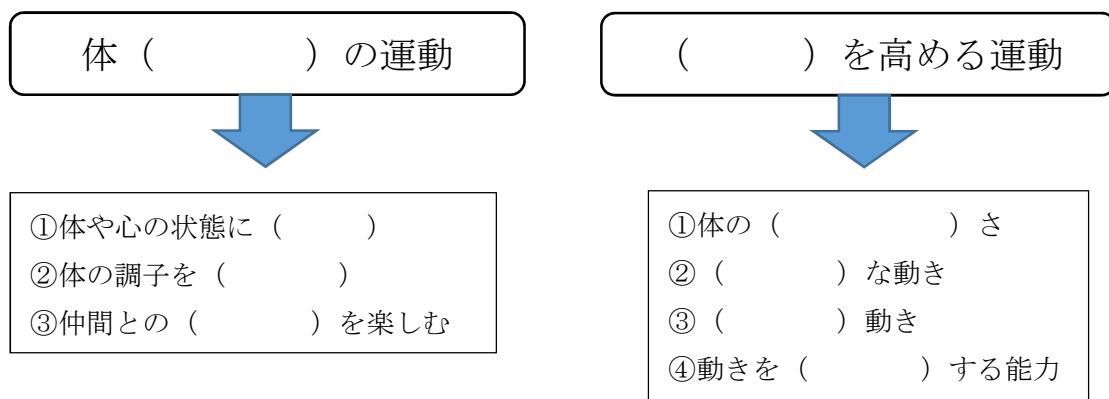 体（　　　　）の運動
①体や心の状態に（　　　）
②体の調子を（　　　　）
③仲間との（　　　　）を楽しむ
（　　　）を高める運動
①体の（　　　　　）さ
②（　　　　）な動き
③（　　　　）動き
④動きを（　　　　）する能力